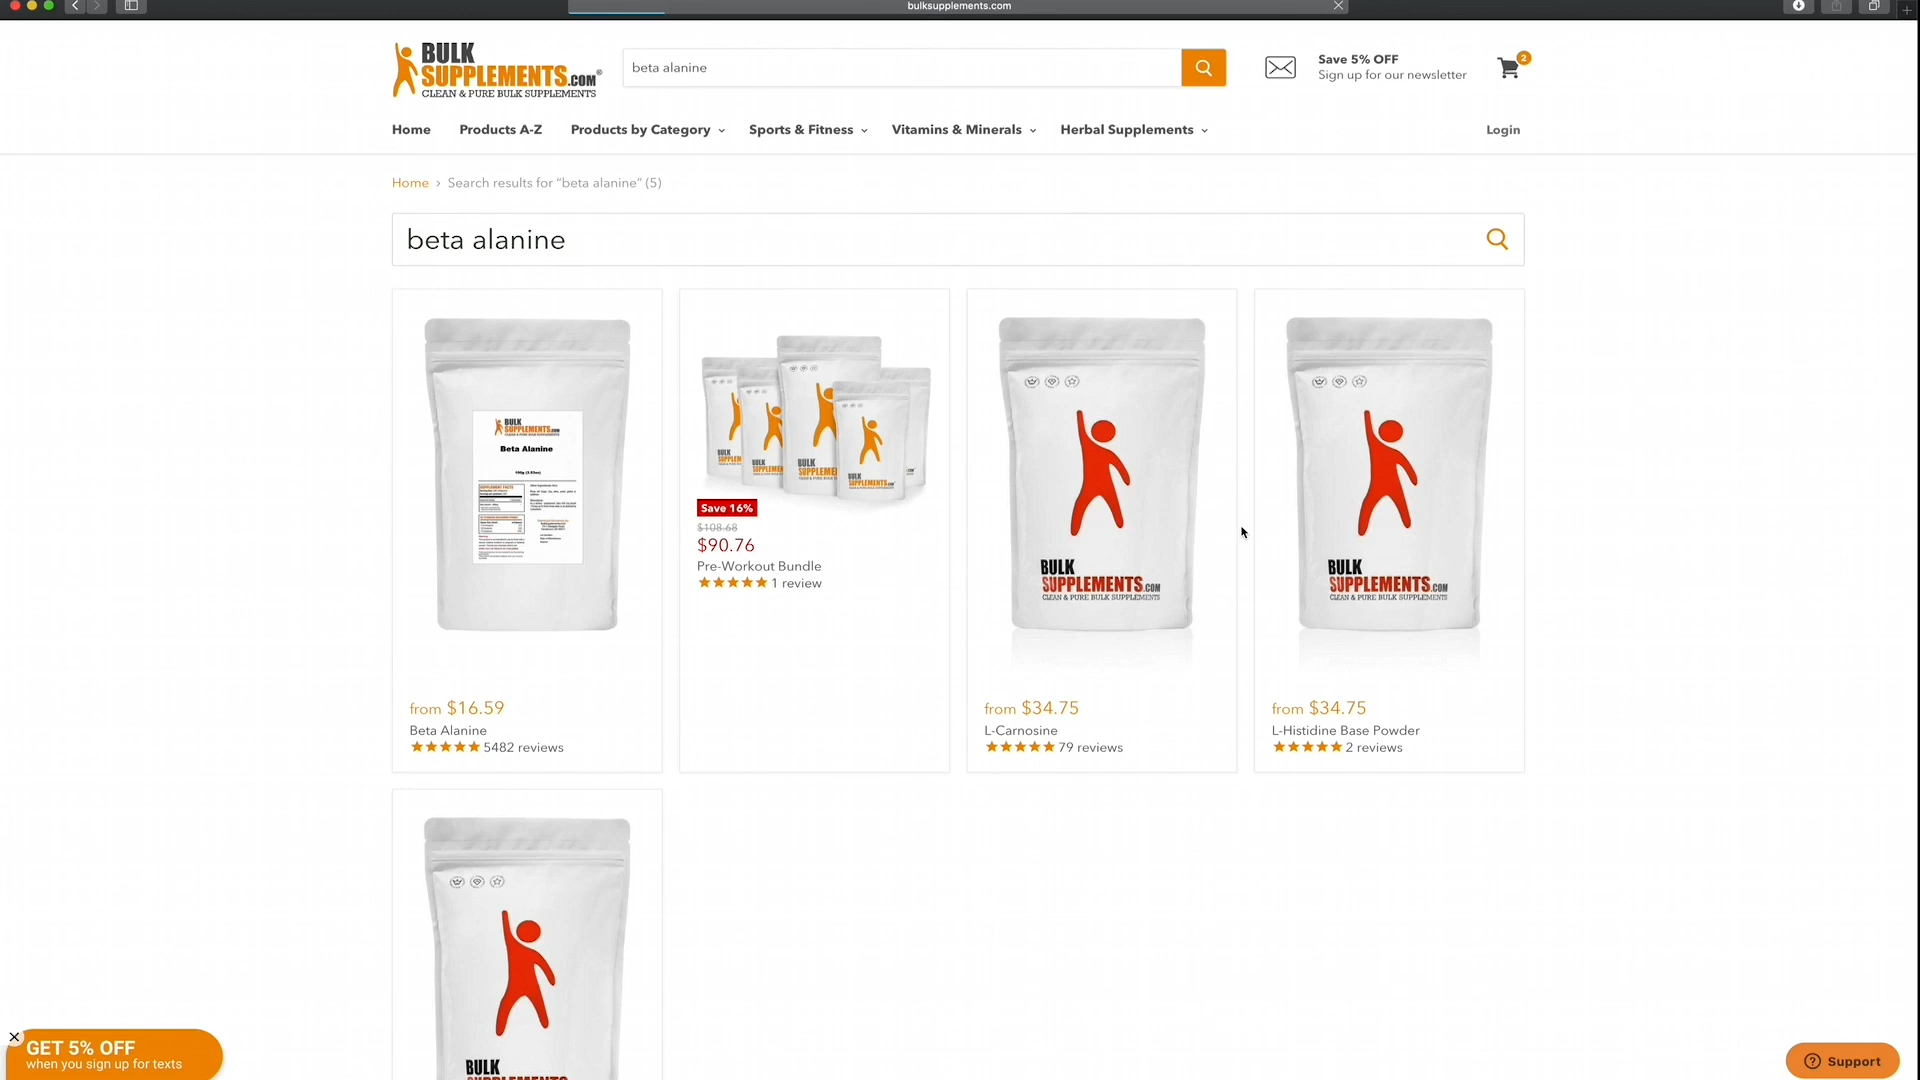 bulksupplements.com
BULK
SUPPLEMENTS.COM®
CLEAN & PURE BULK SUPPLEMENTS
beta alanine
Save 5% OFF
Sign up for our newsletter
2
Home
Products A-Z
Products by Category
Sports & Fitness
Vitamins & Minerals
Herbal Supplements
Login
Home › Search results for “beta alanine” (5)
beta alanine
BULK
SUPPLEMENTS.COM
Beta Alanine
BULK
SUPPLEMENTS.COM
CLEAN & PURE BULK SUPPLEMENTS
BULK
SUPPLEMENTS.COM
CLEAN & PURE BULK SUPPLEMENTS
Save 16%
$108.68
$90.76
Pre-Workout Bundle
1 review
from $16.59
Beta Alanine
5482 reviews
from $34.75
L-Carnosine
79 reviews
from $34.75
L-Histidine Base Powder
2 reviews
BULK
SUPPLEMENTS
GET 5% OFF
when you sign up for texts
Support